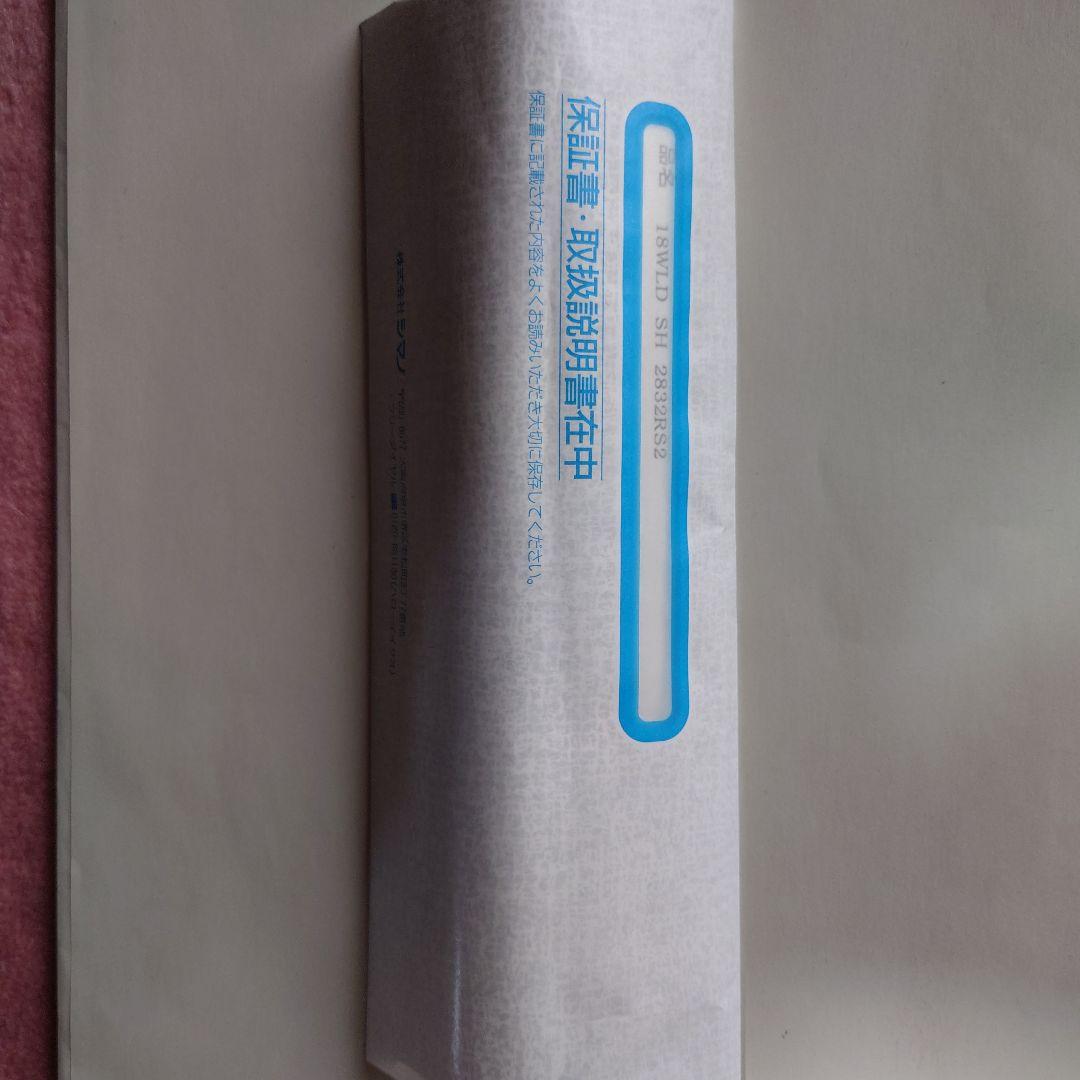 品名 18WLD SH 2832RS2
保証書・取扱説明書在中
保証書に記載された内容をよくお読みいただき大切に保存してください。
株式会社シマノ